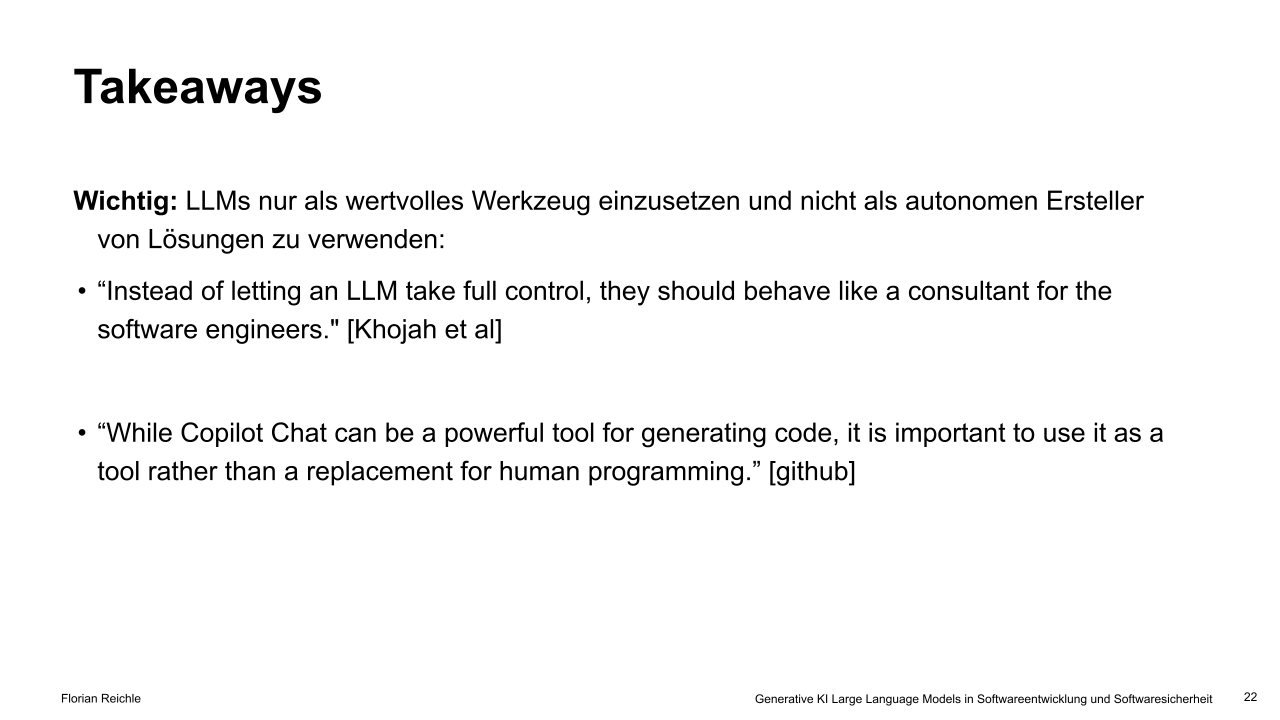 Takeaways
Wichtig: LLMs nur als wertvolles Werkzeug einzusetzen und nicht als autonomen Ersteller
von Lösungen zu verwenden:
• “Instead of letting an LLM take full control, they should behave like a consultant for the
software engineers." [Khojah et al]
• “While Copilot Chat can be a powerful tool for generating code, it is important to use it as a
tool rather than a replacement for human programming.” [github]
Florian Reichle
Generative KI Large Language Models in Softwareentwicklung und Softwaresicherheit
22